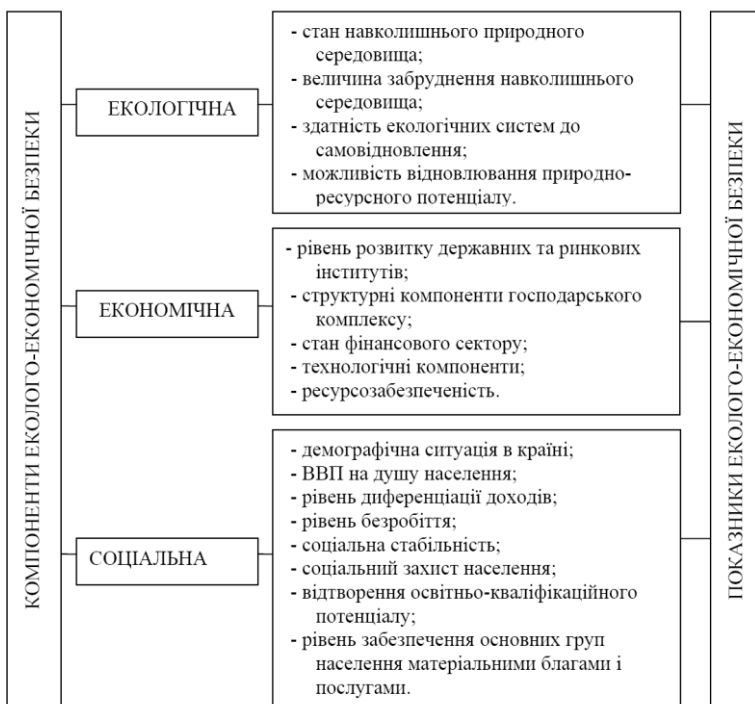 КОМПОНЕНТИ ЕКОЛОГО-ЕКОНОМІЧНОЇ БЕЗПЕКИ
ЕКОЛОГІЧНА
- стан навколишнього природного
середовища;
- величина забруднення навколишнього
середовища;
- здатність екологічних систем до
самовідновлення;
- можливість відновлювання природно-
ресурсного потенціалу.
ЕКОНОМІЧНА
- рівень розвитку державних та ринкових
інститутів;
- структурні компоненти господарського
комплексу;
- стан фінансового сектору;
- технологічні компоненти;
- ресурсозабезпеченість.
СОЦІАЛЬНА
- демографічна ситуація в країні;
- ВВП на душу населення;
- рівень диференціації доходів;
- рівень безробіття;
- соціальна стабільність;
- соціальний захист населення;
- відтворення освітньо-кваліфікаційного
потенціалу;
- рівень забезпечення основних груп
населення матеріальними благами і
послугами.
ПОКАЗНИКИ ЕКОЛОГО-ЕКОНОМІЧНОЇ БЕЗПЕКИ